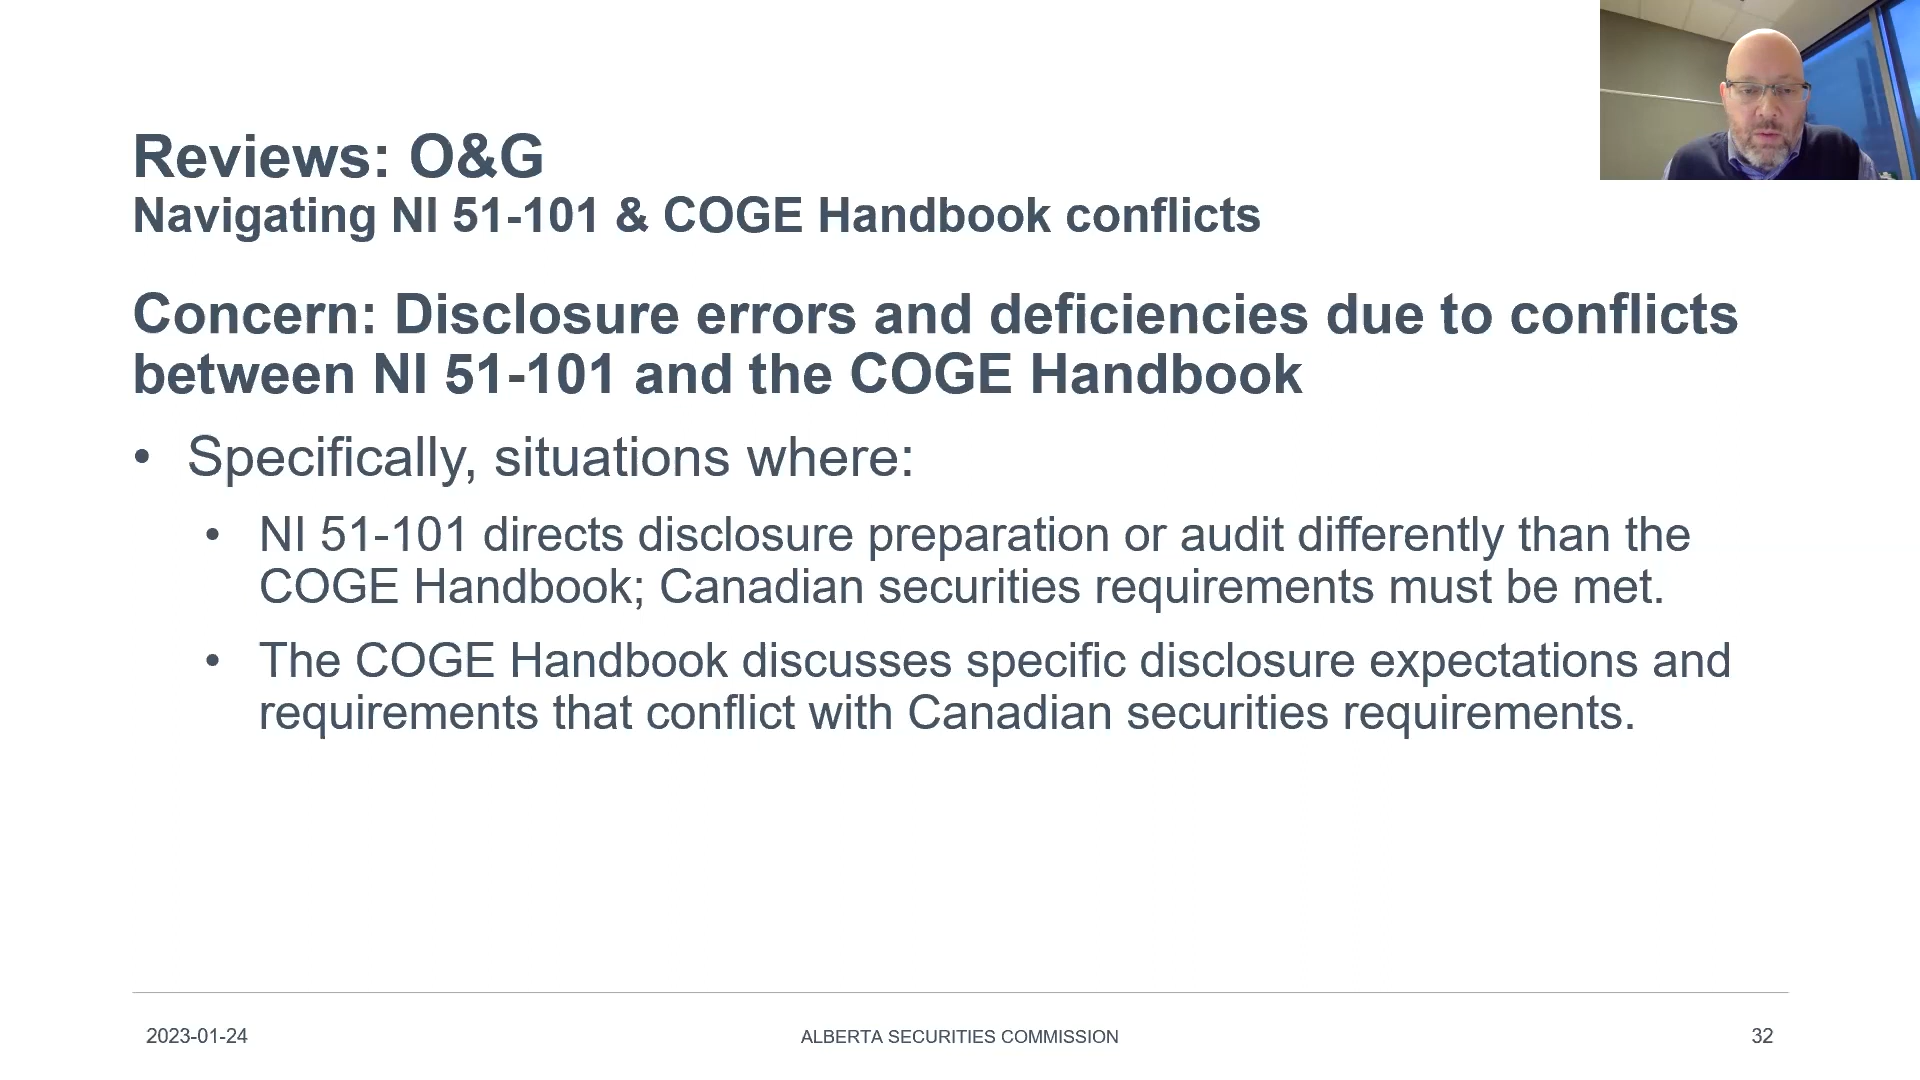 Reviews: O&G
Navigating NI 51-101 & COGE Handbook conflicts
Concern: Disclosure errors and deficiencies due to conflicts
between NI 51-101 and the COGE Handbook
• Specifically, situations where:
• NI 51-101 directs disclosure preparation or audit differently than the
COGE Handbook; Canadian securities requirements must be met.
• The COGE Handbook discusses specific disclosure expectations and
requirements that conflict with Canadian securities requirements.
2023-01-24
ALBERTA SECURITIES COMMISSION
32